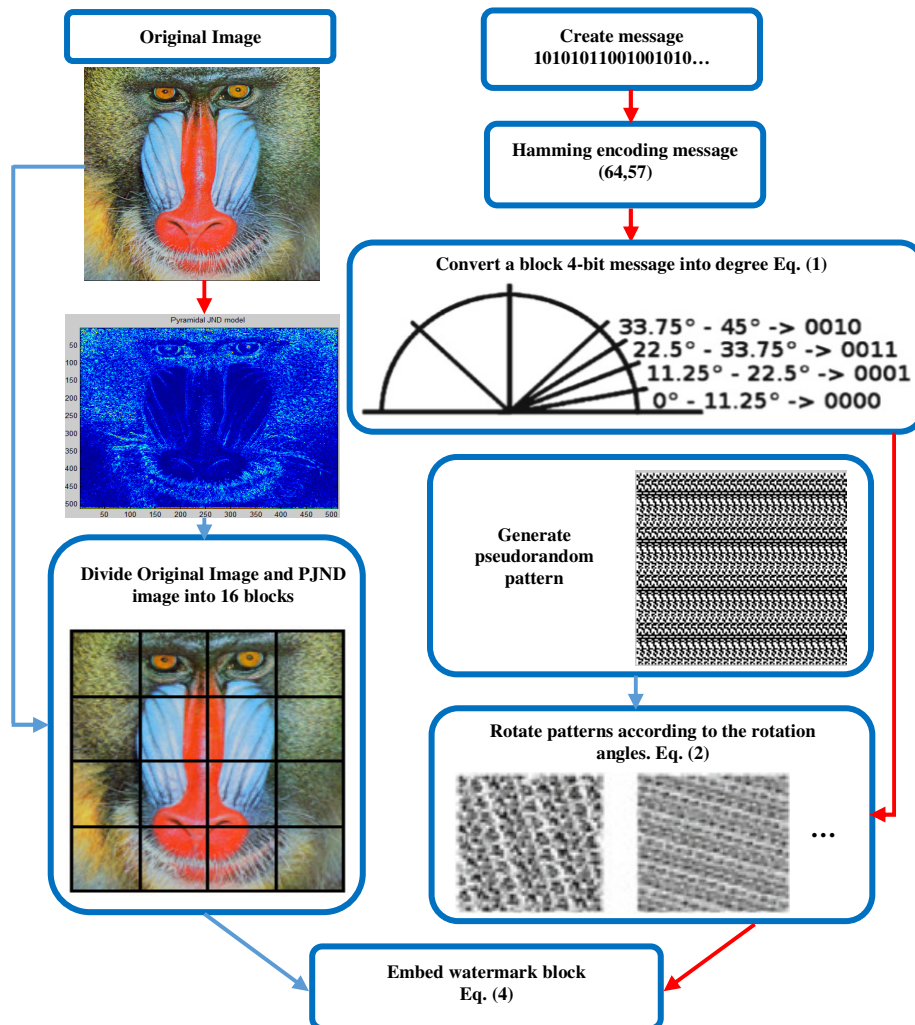 Original Image
Create message
10101011001001010…
Hamming encoding message
(64,57)
Convert a block 4-bit message into degree Eq. (1)
33.75° - 45° -> 0010
22.5° - 33.75° -> 0011
11.25° - 22.5° -> 0001
0° - 11.25° -> 0000
Pyramidal JND model
50
100
150
200
250
300
350
400
450
500
50 100 150 200 250 300 350 400 450 500
Generate
pseudorandom
pattern
Divide Original Image and PJND
image into 16 blocks
Rotate patterns according to the rotation
angles. Eq. (2)
...
Embed watermark block
Eq. (4)